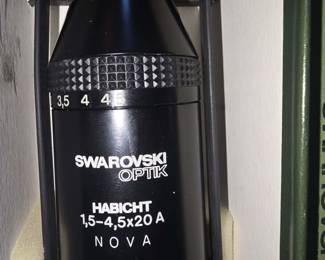 3,5 4 4,5
SWAROVSKI
OPTIK
HABICHT
1,5-4,5x20 A
NOVA